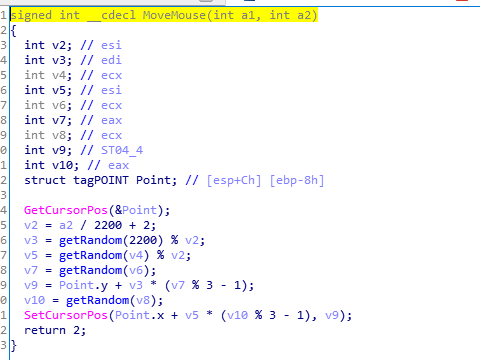 1 signed int __cdecl MoveMouse(int a1, int a2)
2 {
3   int v2; // esi
4   int v3; // edi
5   int v4; // ecx
6   int v5; // esi
7   int v6; // ecx
8   int v7; // eax
9   int v8; // ecx
0   int v9; // ST04_4
1   int v10; // eax
2   struct tagPOINT Point; // [esp+Ch] [ebp-8h]
3
4   GetCursorPos(&Point);
5   v2 = a2 / 2200 + 2;
6   v3 = getRandom(2200) % v2;
7   v5 = getRandom(v4) % v2;
8   v7 = getRandom(v6);
9   v9 = Point.y + v3 * (v7 % 3 - 1);
0   v10 = getRandom(v8);
1   SetCursorPos(Point.x + v5 * (v10 % 3 - 1), v9);
2   return 2;
3 }